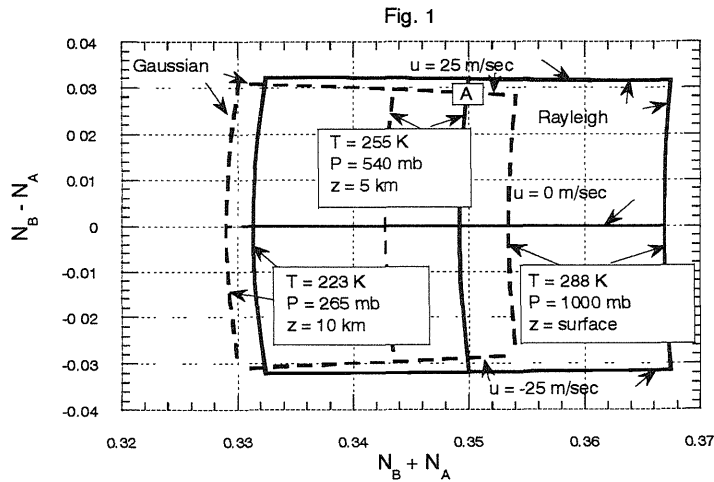 Fig. 1
0.04
0.03
0.02
0.01
0
-0.01
-0.02
-0.03
-0.04
N_B - N_A
Gaussian
u = 25 m/sec
A
Rayleigh
T = 255 K
P = 540 mb
z = 5 km
u = 0 m/sec
T = 223 K
P = 265 mb
z = 10 km
T = 288 K
P = 1000 mb
z = surface
u = -25 m/sec
0.32 0.33 0.34 0.35 0.36 0.37
N_B + N_A